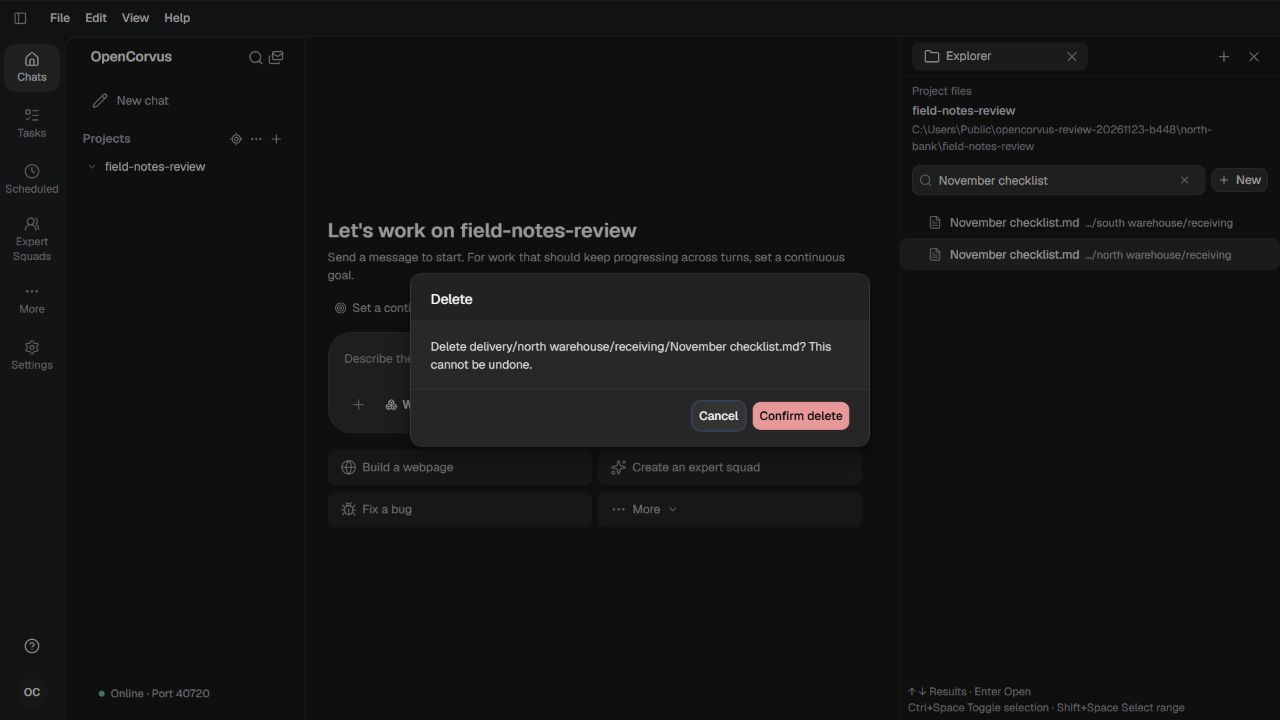 File Edit View Help
Chats
Tasks
Scheduled
Expert
Squads
More
Settings
OC
OpenCorvus
New chat
Projects
field-notes-review
Online · Port 40720
Let's work on field-notes-review
Send a message to start. For work that should keep progressing across turns, set a continuous
goal.
Set a conti
Describe the
W
Build a webpage
Create an expert squad
Fix a bug
More
Delete
Delete delivery/north warehouse/receiving/November checklist.md? This
cannot be undone.
Cancel
Confirm delete
Explorer
Project files
field-notes-review
C:\Users\Public\opencorvus-review-20261123-b448\north-
bank\field-notes-review
November checklist
New
November checklist.md .../south warehouse/receiving
November checklist.md .../north warehouse/receiving
↑↓ Results · Enter Open
Ctrl+Space Toggle selection · Shift+Space Select range